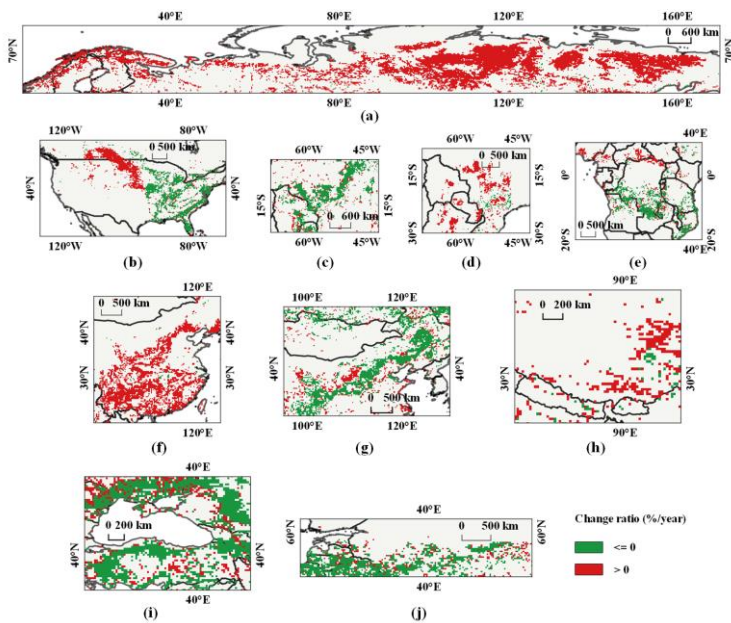 40°E 80°E 120°E 160°E
0 600 km
70°N 70°N
40°E 80°E 120°E 160°E
(a)
120°W 80°W
0 500 km
40°N 40°N
120°W 80°W
(b)
60°W 45°W
15°S 15°S
0 600 km
60°W 45°W
(c)
60°W 45°W
0 500 km
15°S 15°S
30°S 30°S
60°W 45°W
(d)
40°E
0° 0°
0 500 km
20°S 20°S
40°E
(e)
120°E
0 500 km
40°N 40°N
30°N 30°N
120°E
(f)
100°E 120°E
40°N 40°N
0 500 km
100°E 120°E
(g)
90°E
0 200 km
30°N 30°N
90°E
(h)
40°E
0 200 km
40°N 40°N
40°E
(i)
40°E
0 500 km
60°N 60°N
40°E
(j)
Change ratio (%/year)
<= 0
> 0